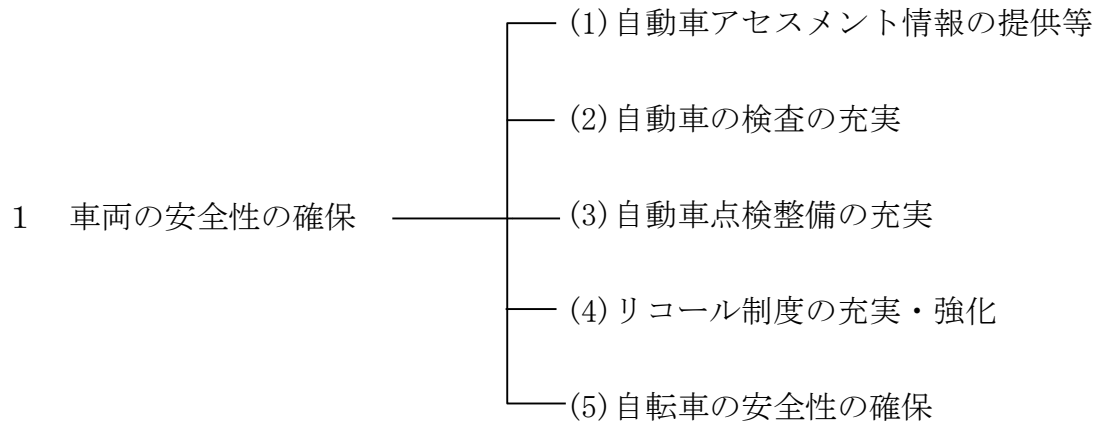 (1)自動車アセスメント情報の提供等
(2)自動車の検査の充実
1　車両の安全性の確保
(3)自動車点検整備の充実
(4)リコール制度の充実・強化
(5)自転車の安全性の確保